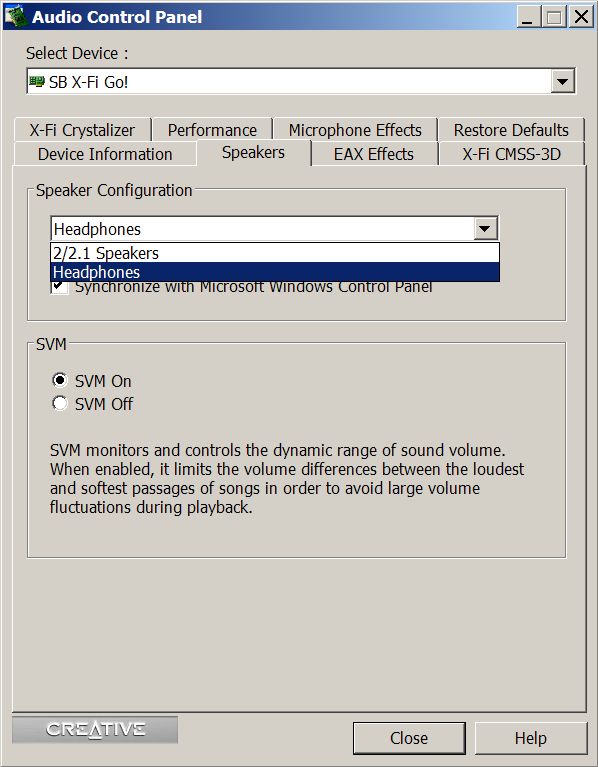 Audio Control Panel
Select Device :
SB X-Fi Go!
X-Fi Crystalizer
Performance
Microphone Effects
Restore Defaults
Device Information
Speakers
EAX Effects
X-Fi CMSS-3D
Speaker Configuration
Headphones
2/2.1 Speakers
Headphones
Synchronize with Microsoft Windows Control Panel
SVM
SVM On
SVM Off
SVM monitors and controls the dynamic range of sound volume.
When enabled, it limits the volume differences between the loudest
and softest passages of songs in order to avoid large volume
fluctuations during playback.
CREATIVE
Close
Help